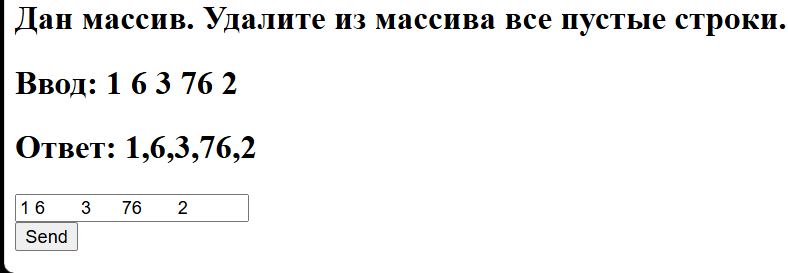 Дан массив. Удалите из массива все пустые строки.
Ввод: 1 6 3 76 2
Ответ: 1,6,3,76,2
1 6 3 76 2
Send